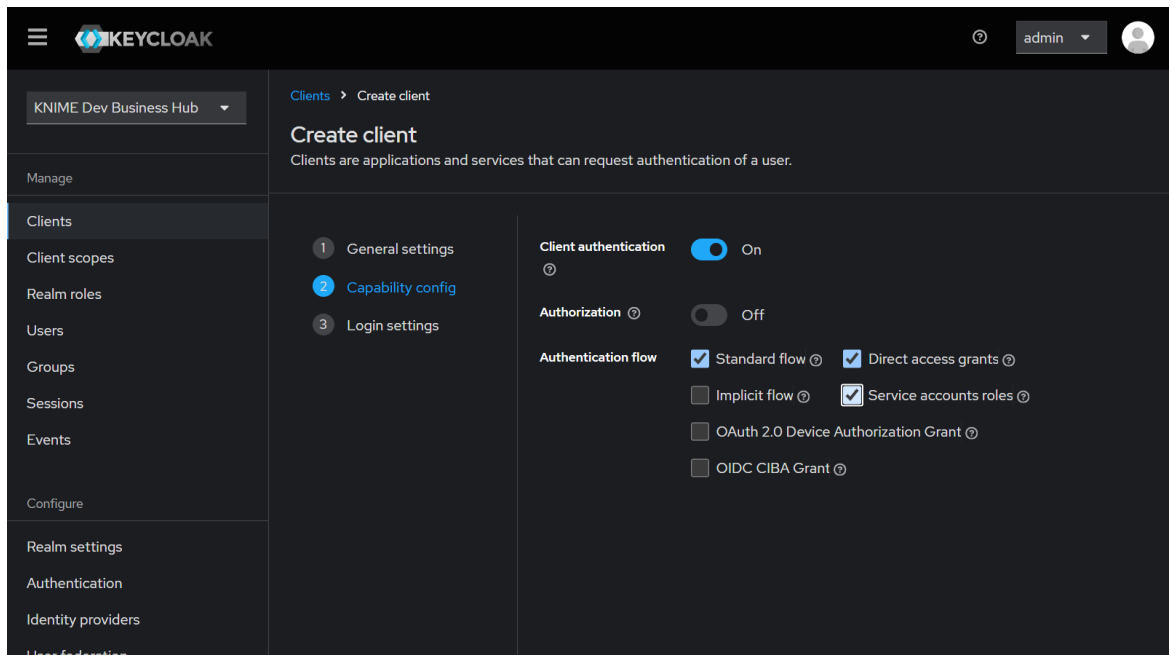 KEYCLOAK
admin
KNIME Dev Business Hub
Manage
Clients
Client scopes
Realm roles
Users
Groups
Sessions
Events
Configure
Realm settings
Authentication
Identity providers
User federation
Clients > Create client
Create client
Clients are applications and services that can request authentication of a user.
1 General settings
2 Capability config
3 Login settings
Client authentication
On
Authorization
Off
Authentication flow
Standard flow
Direct access grants
Implicit flow
Service accounts roles
OAuth 2.0 Device Authorization Grant
OIDC CIBA Grant